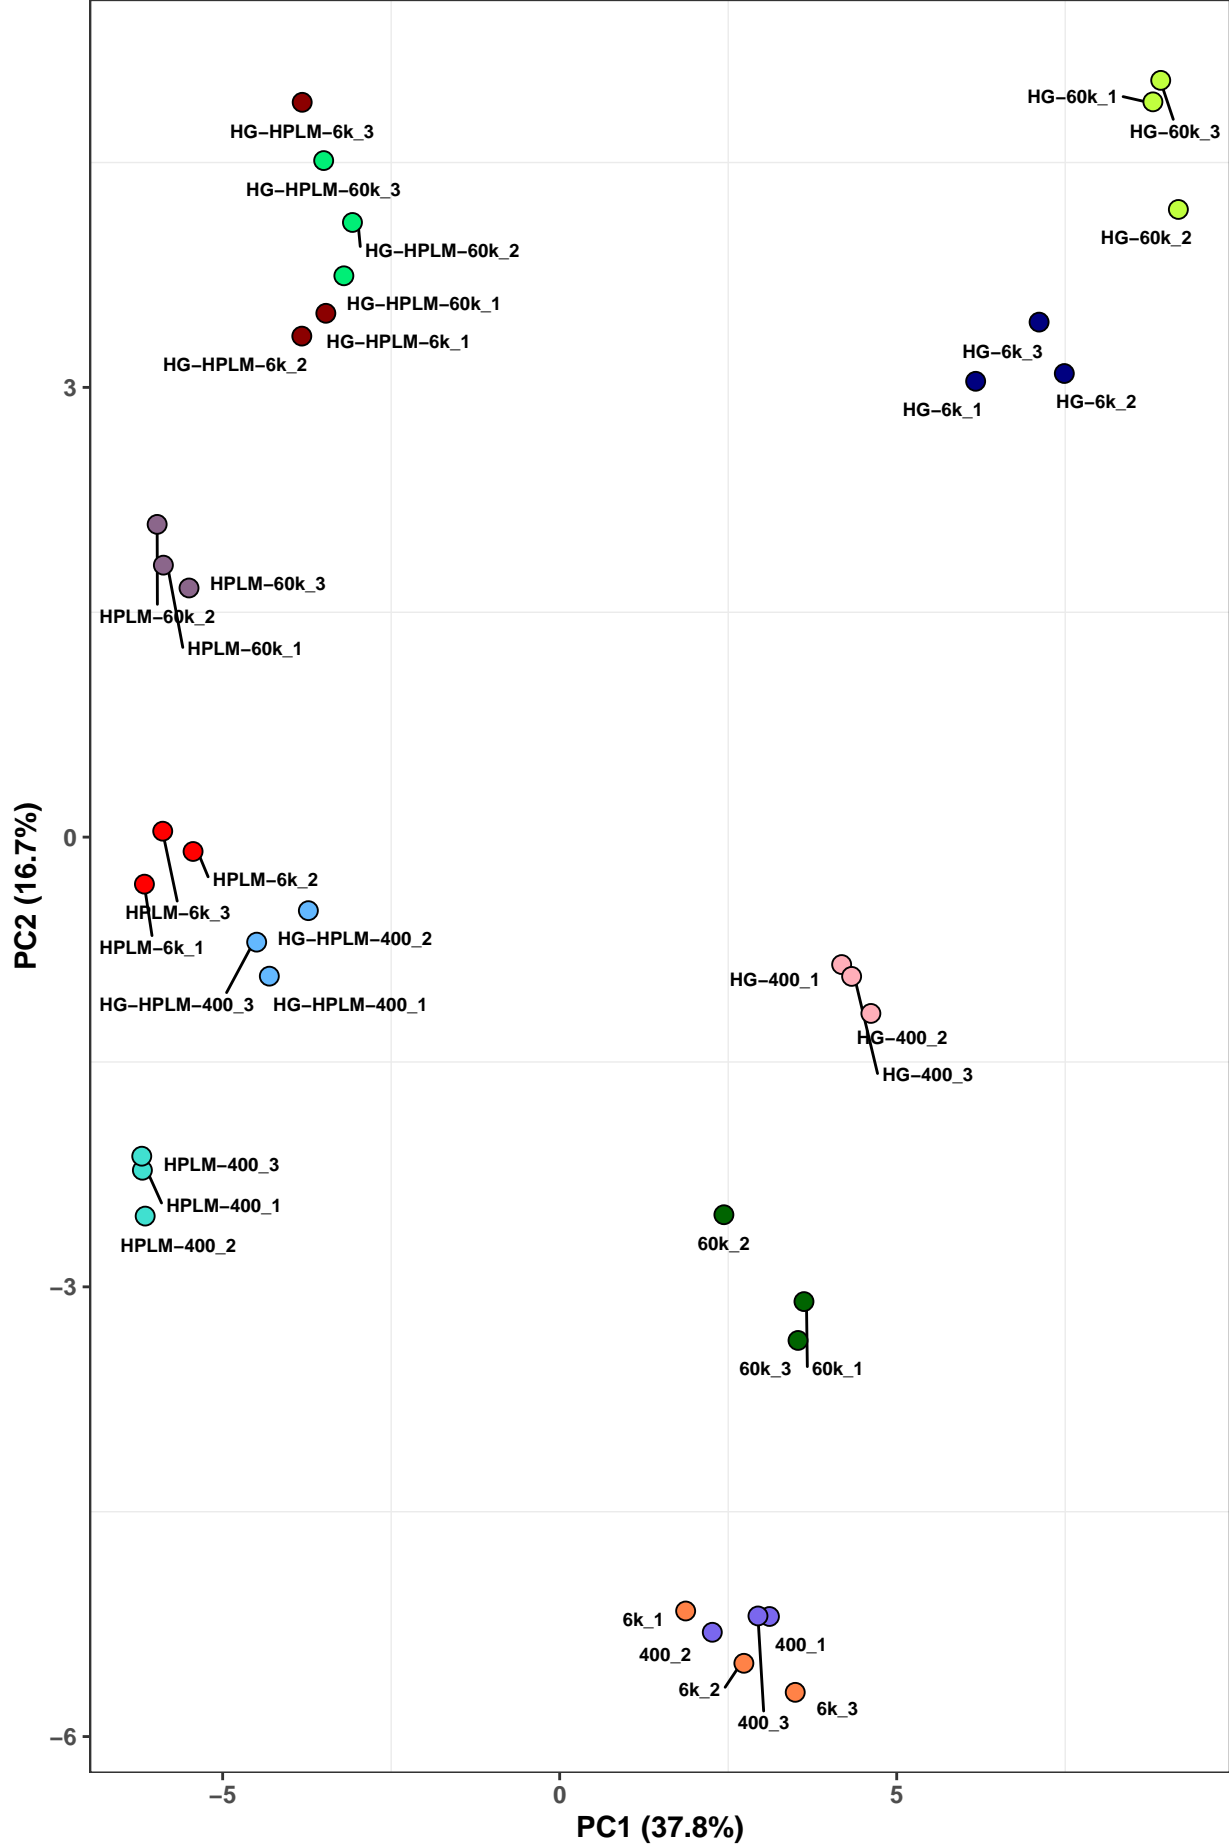 HG−60k_1
HG−HPLM−6k_3
HG−60k_3
HG−HPLM−60k_3
HG−60k_2
HG−HPLM−60k_2
HG−HPLM−60k_1
HG−HPLM−6k_1
HG−6k_3
HG−HPLM−6k_2
3
HG−6k_2
HG−6k_1
HPLM−60k_3
HPLM−60k_2
HPLM−60k_1
0
HPLM−6k_2
HPLM−6k_3
HG−HPLM−400_2
HPLM−6k_1
HG−400_1
HG−HPLM−400_3
HG−HPLM−400_1
HG−400_2
HG−400_3
HPLM−400_3
HPLM−400_1
60k_2
HPLM−400_2
−3
60k_3
60k_1
6k_1
400_1
400_2
6k_2
6k_3
400_3
−6
−5
0
5
PC1 (37.8%)
PC2 (16.7%)